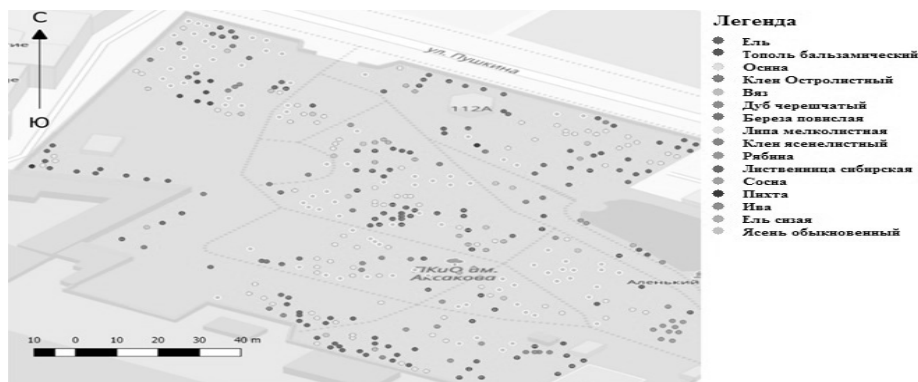 С
Ю
ул. Пушкина
112А
ПКиО им.
Аксакова
Аленький
10 0 10 20 30 40 m
Легенда
Ель
Тополь бальзамический
Осина
Клен Остролистный
Вяз
Дуб черешчатый
Береза повислая
Липа мелколистная
Клен ясенелистный
Рябина
Лиственница сибирская
Сосна
Пихта
Ива
Ель сизая
Ясень обыкновенный